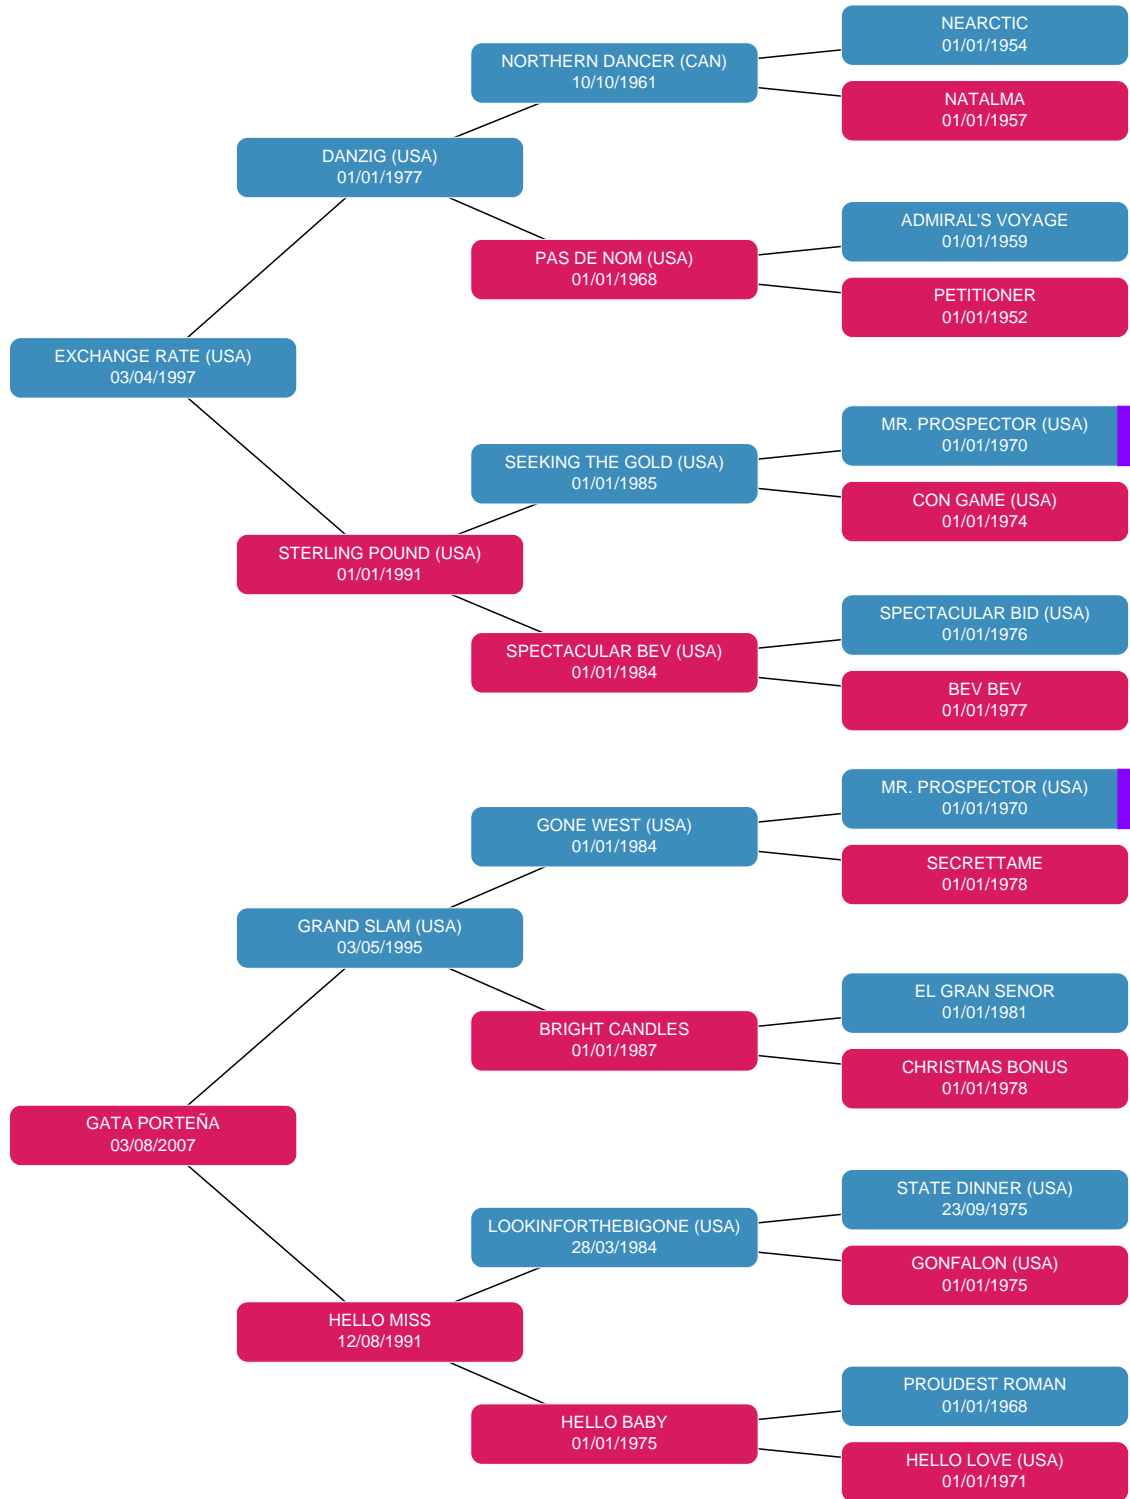 NEARCTIC
01/01/1954
NORTHERN DANCER (CAN)
10/10/1961
NATALMA
01/01/1957
DANZIG (USA)
01/01/1977
ADMIRAL'S VOYAGE
01/01/1959
PAS DE NOM (USA)
01/01/1968
PETITIONER
01/01/1952
EXCHANGE RATE (USA)
03/04/1997
MR. PROSPECTOR (USA)
01/01/1970
SEEKING THE GOLD (USA)
01/01/1985
CON GAME (USA)
01/01/1974
STERLING POUND (USA)
01/01/1991
SPECTACULAR BID (USA)
01/01/1976
SPECTACULAR BEV (USA)
01/01/1984
BEV BEV
01/01/1977
MR. PROSPECTOR (USA)
01/01/1970
GONE WEST (USA)
01/01/1984
SECRETTAME
01/01/1978
GRAND SLAM (USA)
03/05/1995
EL GRAN SENOR
01/01/1981
BRIGHT CANDLES
01/01/1987
CHRISTMAS BONUS
01/01/1978
GATA PORTEÑA
03/08/2007
STATE DINNER (USA)
23/09/1975
LOOKINFORTHEBIGONE (USA)
28/03/1984
GONFALON (USA)
01/01/1975
HELLO MISS
12/08/1991
PROUDEST ROMAN
01/01/1968
HELLO BABY
01/01/1975
HELLO LOVE (USA)
01/01/1971